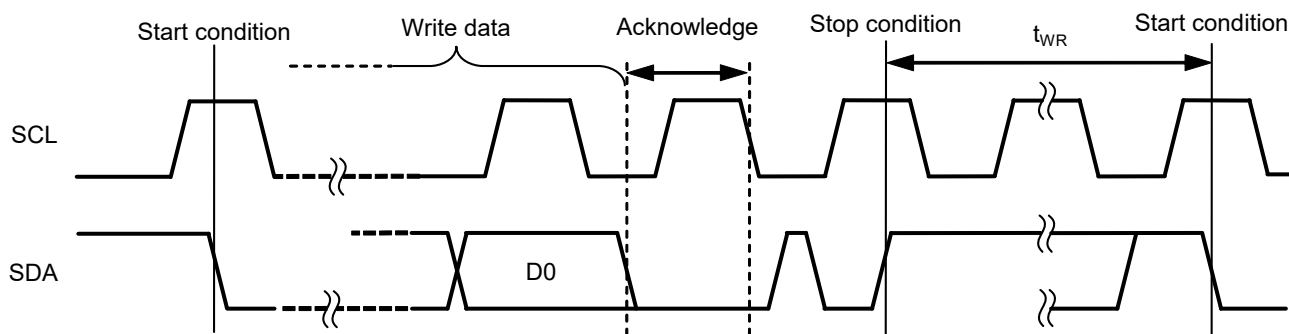 Start condition
Write data
Acknowledge
Stop condition
tWR
Start condition
SCL
SDA
D0